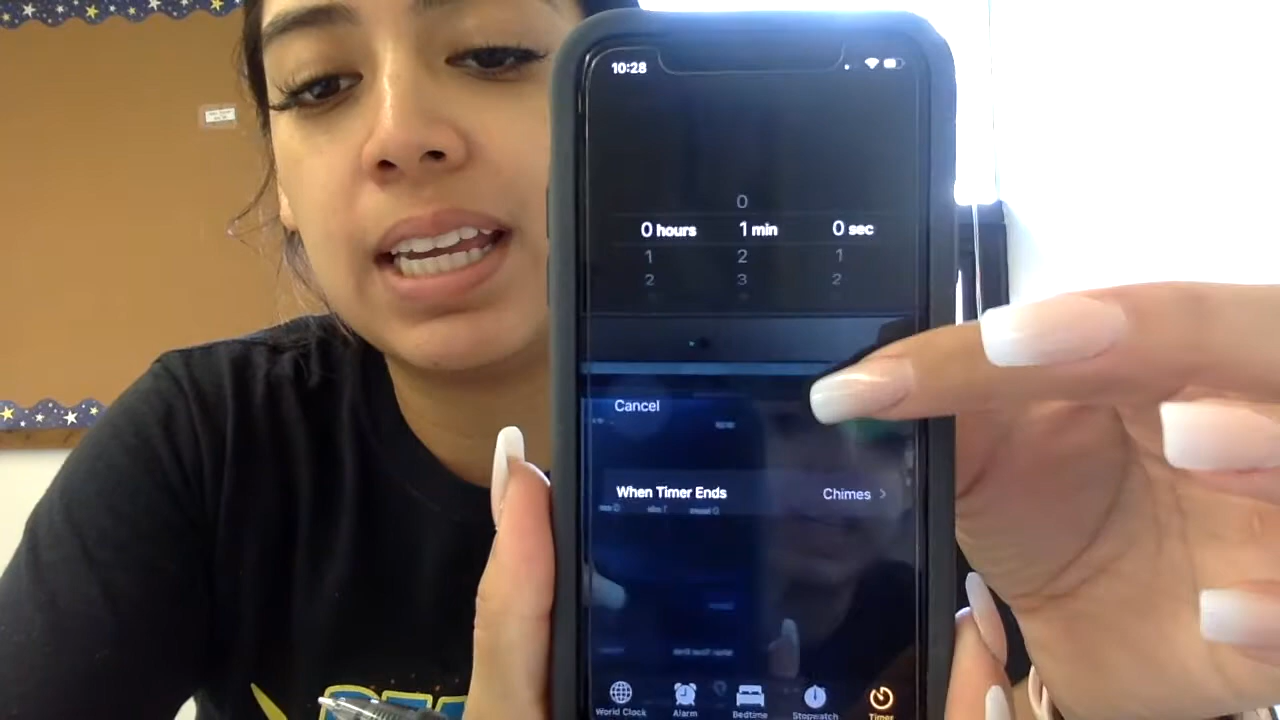 10:28
0
0 hours 1 min 0 sec
1 2 1
2 3 2
Cancel
When Timer Ends Chimes >
World Clock Alarm Bedtime Stopwatch Timer